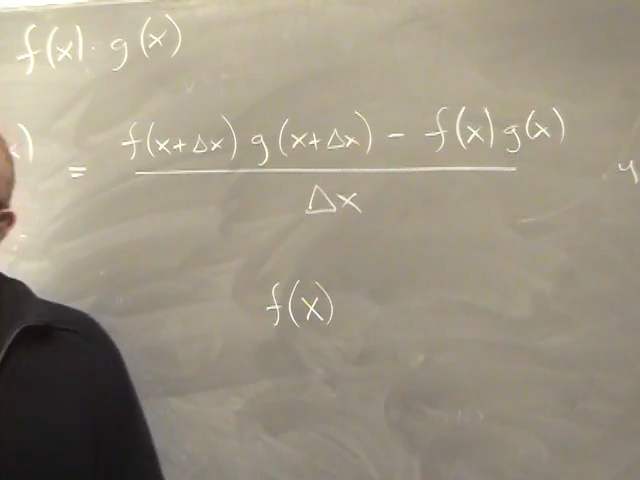 f(x) · g(x)
x) = f(x+Δx) g(x+Δx) - f(x) g(x)
Δx
f(x)